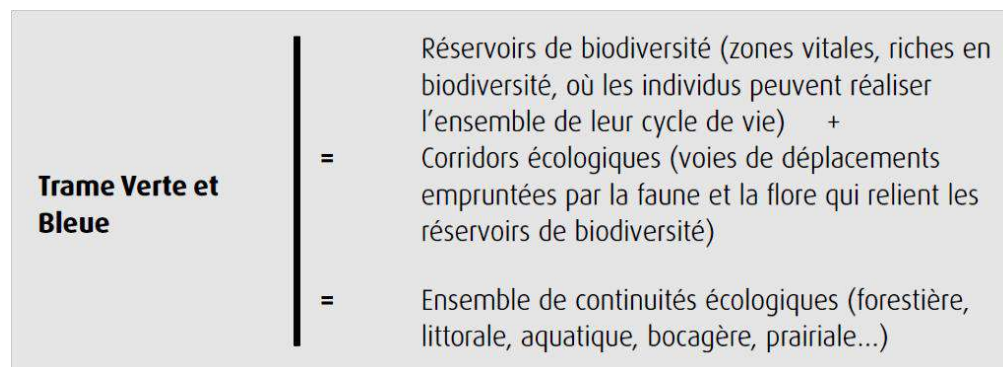 Trame Verte et
Bleue
=
Réservoirs de biodiversité (zones vitales, riches en
biodiversité, où les individus peuvent réaliser
l'ensemble de leur cycle de vie) +
Corridors écologiques (voies de déplacements
empruntées par la faune et la flore qui relient les
réservoirs de biodiversité)
=
Ensemble de continuités écologiques (forestière,
littorale, aquatique, bocagère, prairiale...)